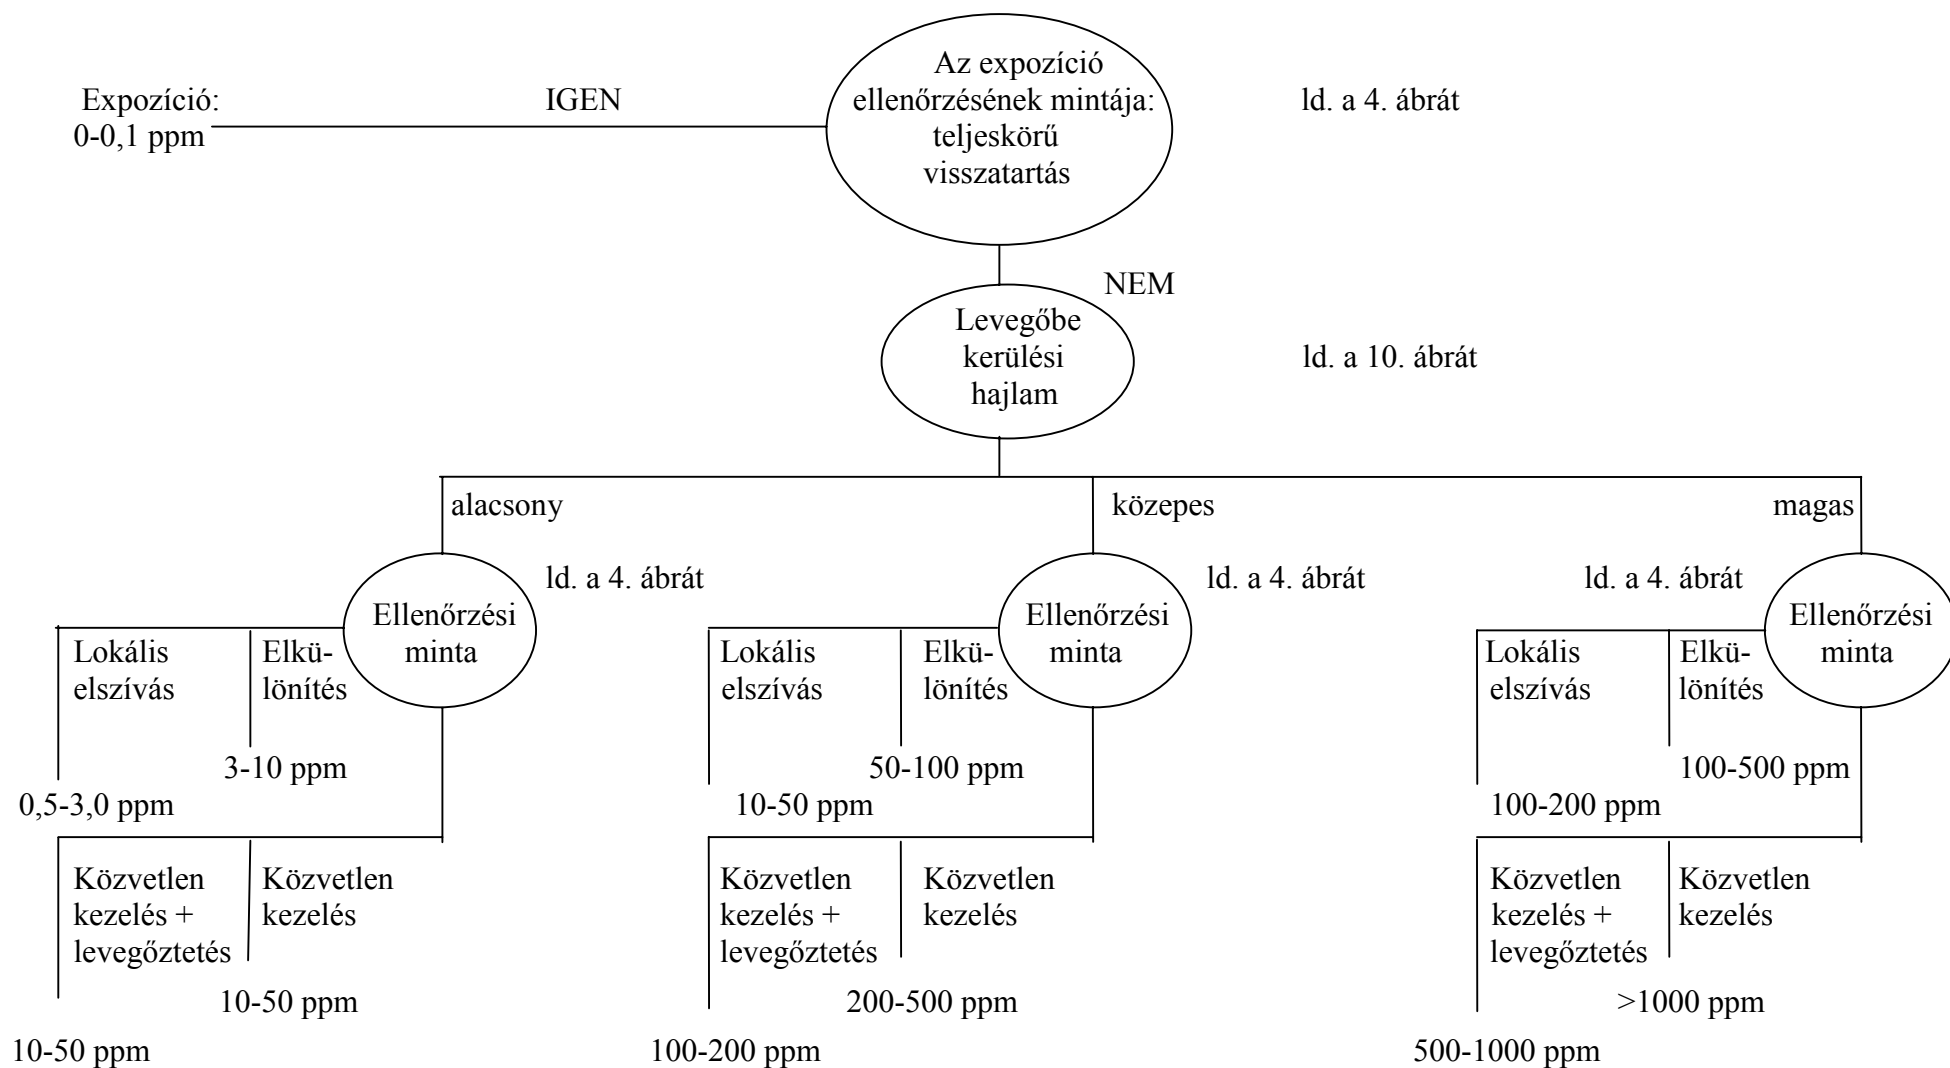 Az expozíció
ellenőrzésének mintája:
teljeskörű
visszatartás
Expozíció:
0-0,1 ppm
IGEN
ld. a 4. ábrát
NEM
Levegőbe
kerülési
hajlam
ld. a 10. ábrát
alacsony
közepes
magas
ld. a 4. ábrát
Ellenőrzési
minta
Lokális
elszívás
Elkü-
lönítés
3-10 ppm
0,5-3,0 ppm
Közvetlen
kezelés +
levegőztetés
Közvetlen
kezelés
10-50 ppm
10-50 ppm
ld. a 4. ábrát
Ellenőrzési
minta
Lokális
elszívás
Elkü-
lönítés
50-100 ppm
10-50 ppm
Közvetlen
kezelés +
levegőztetés
Közvetlen
kezelés
200-500 ppm
100-200 ppm
ld. a 4. ábrát
Ellenőrzési
minta
Lokális
elszívás
Elkü-
lönítés
100-500 ppm
100-200 ppm
Közvetlen
kezelés +
levegőztetés
Közvetlen
kezelés
>1000 ppm
500-1000 ppm